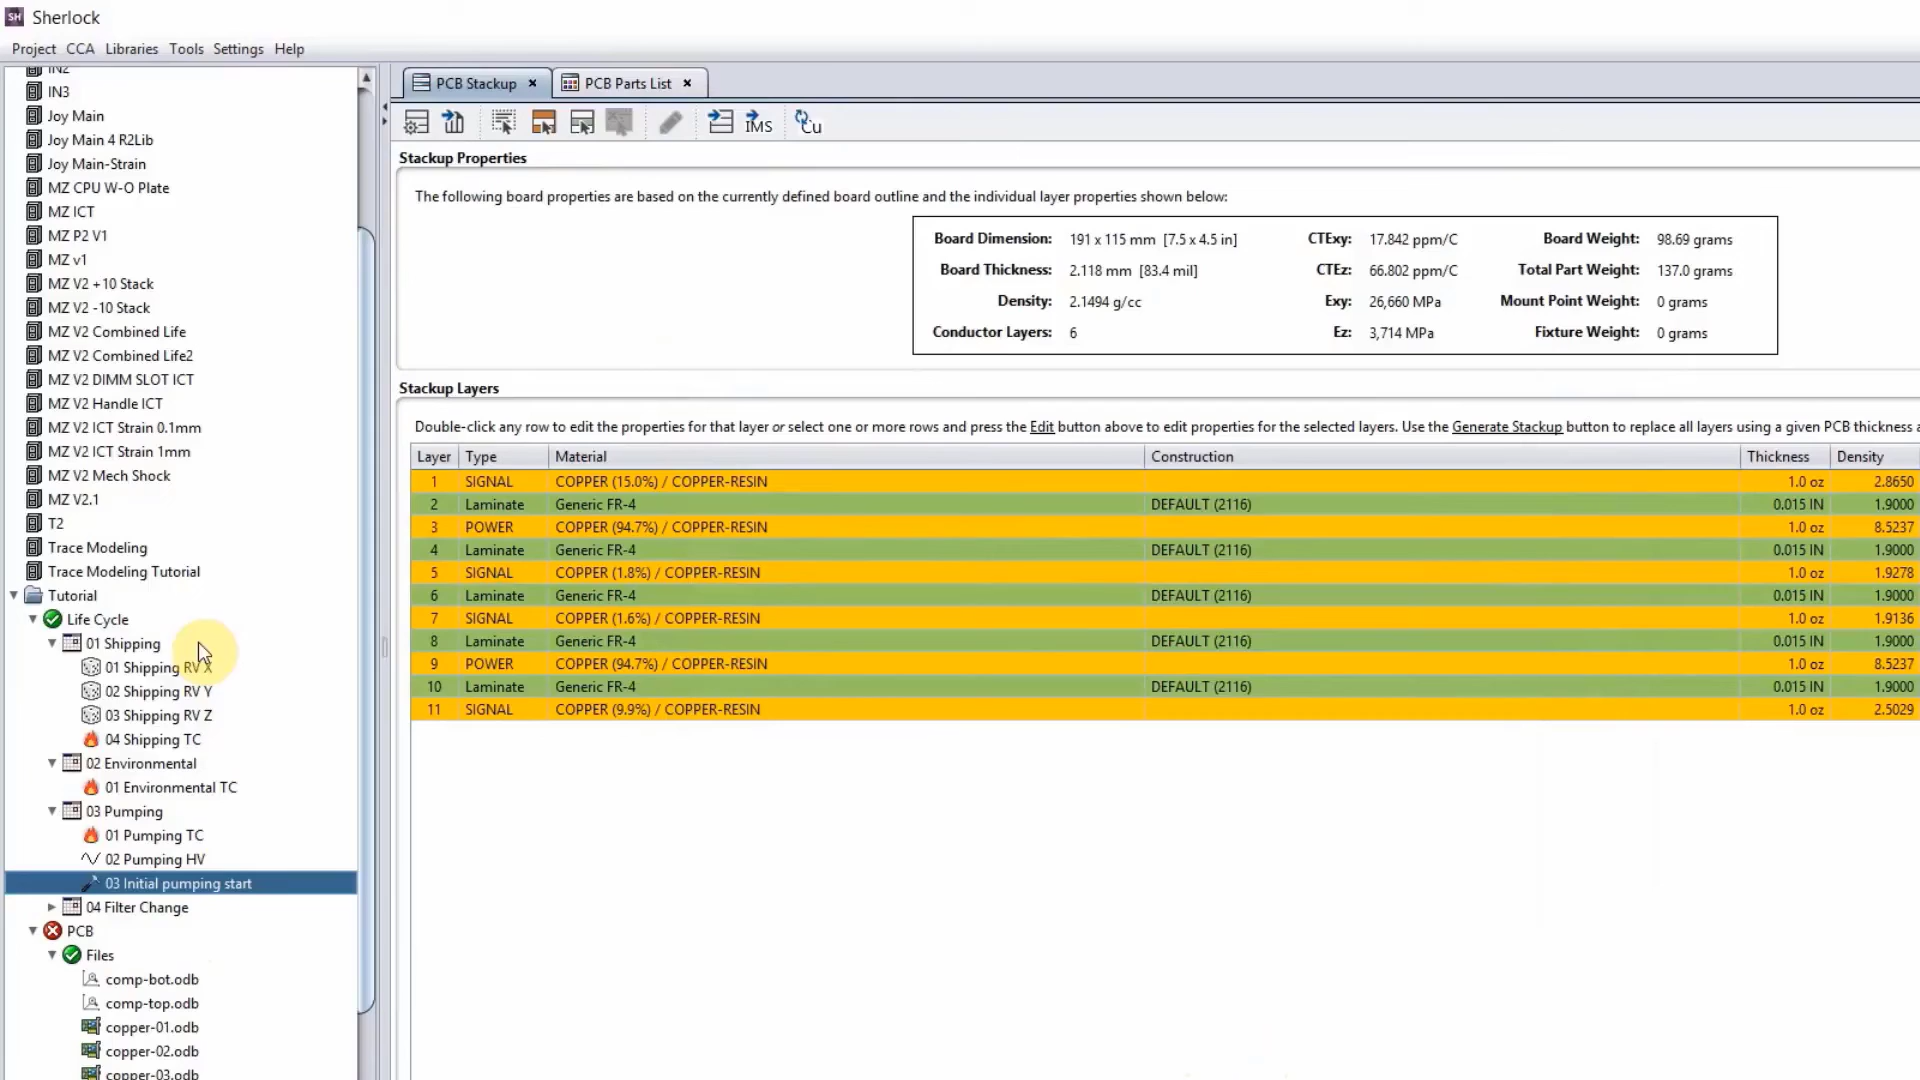 SH Sherlock
Project CCA Libraries Tools Settings Help
IN2
IN3
Joy Main
Joy Main 4 R2Lib
Joy Main-Strain
MZ CPU W-O Plate
MZ ICT
MZ P2 V1
MZ v1
MZ V2 +10 Stack
MZ V2 -10 Stack
MZ V2 Combined Life
MZ V2 Combined Life2
MZ V2 DIMM SLOT ICT
MZ V2 Handle ICT
MZ V2 ICT Strain 0.1mm
MZ V2 ICT Strain 1mm
MZ V2 Mech Shock
MZ V2.1
T2
Trace Modeling
Trace Modeling Tutorial
Tutorial
Life Cycle
01 Shipping
01 Shipping RV X
02 Shipping RV Y
03 Shipping RV Z
04 Shipping TC
02 Environmental
01 Environmental TC
03 Pumping
01 Pumping TC
02 Pumping HV
03 Initial pumping start
04 Filter Change
PCB
Files
comp-bot.odb
comp-top.odb
copper-01.odb
copper-02.odb
copper-03.odb
PCB Stackup × PCB Parts List ×
IMS Cu
Stackup Properties
The following board properties are based on the currently defined board outline and the individual layer properties shown below:
Board Dimension: 191 x 115 mm [7.5 x 4.5 in] CTExy: 17.842 ppm/C Board Weight: 98.69 grams
Board Thickness: 2.118 mm [83.4 mil] CTEz: 66.802 ppm/C Total Part Weight: 137.0 grams
Density: 2.1494 g/cc Exy: 26,660 MPa Mount Point Weight: 0 grams
Conductor Layers: 6 Ez: 3,714 MPa Fixture Weight: 0 grams
Stackup Layers
Double-click any row to edit the properties for that layer or select one or more rows and press the Edit button above to edit properties for the selected layers. Use the Generate Stackup button to replace all layers using a given PCB thickness a
Layer Type Material Construction Thickness Density
1 SIGNAL COPPER (15.0%) / COPPER-RESIN 1.0 oz 2.8650
2 Laminate Generic FR-4 DEFAULT (2116) 0.015 IN 1.9000
3 POWER COPPER (94.7%) / COPPER-RESIN 1.0 oz 8.5237
4 Laminate Generic FR-4 DEFAULT (2116) 0.015 IN 1.9000
5 SIGNAL COPPER (1.8%) / COPPER-RESIN 1.0 oz 1.9278
6 Laminate Generic FR-4 DEFAULT (2116) 0.015 IN 1.9000
7 SIGNAL COPPER (1.6%) / COPPER-RESIN 1.0 oz 1.9136
8 Laminate Generic FR-4 DEFAULT (2116) 0.015 IN 1.9000
9 POWER COPPER (94.7%) / COPPER-RESIN 1.0 oz 8.5237
10 Laminate Generic FR-4 DEFAULT (2116) 0.015 IN 1.9000
11 SIGNAL COPPER (9.9%) / COPPER-RESIN 1.0 oz 2.5029